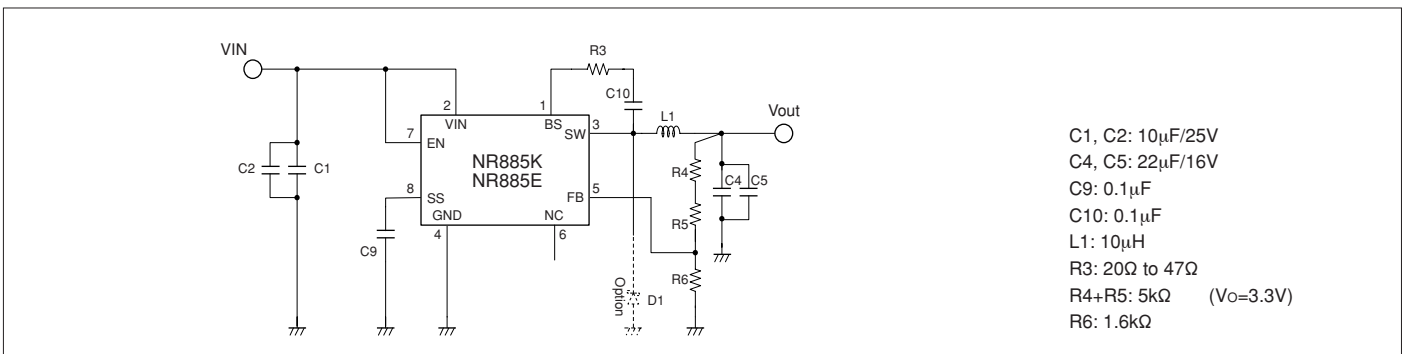 VIN
R3
C10
L1
Vout
2
1
VIN
BS
SW
3
7
EN
NR885K
NR885E
C2
C1
8
SS
FB
5
GND
NC
4
6
C9
R4
R5
R6
C4
C5
Option
D1
C1, C2: 10μF/25V
C4, C5: 22μF/16V
C9: 0.1μF
C10: 0.1μF
L1: 10μH
R3: 20Ω to 47Ω
R4+R5: 5kΩ (Vo=3.3V)
R6: 1.6kΩ